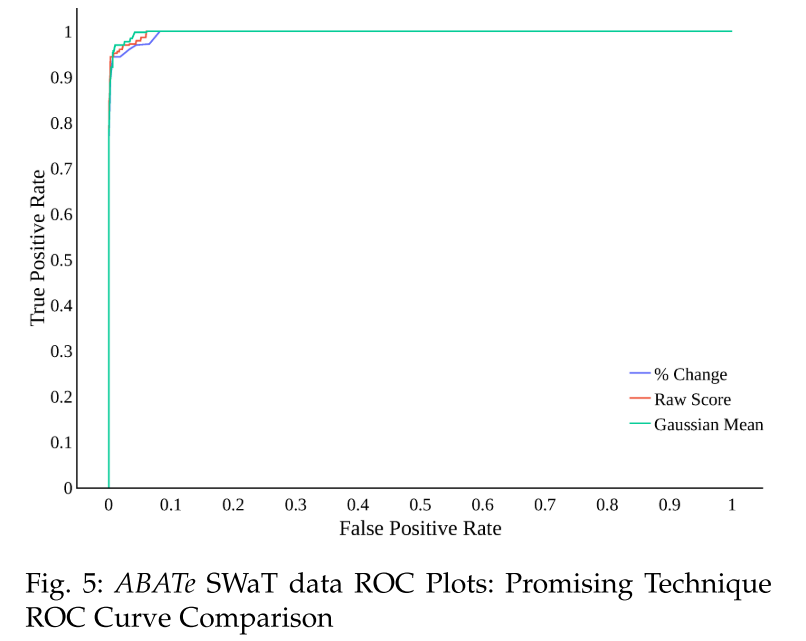 1
0.9
0.8
0.7
0.6
0.5
0.4
0.3
0.2
0.1
0
True Positive Rate
% Change
Raw Score
Gaussian Mean
0 0.1 0.2 0.3 0.4 0.5 0.6 0.7 0.8 0.9 1
False Positive Rate
Fig. 5: ABATe SWaT data ROC Plots: Promising Technique
ROC Curve Comparison